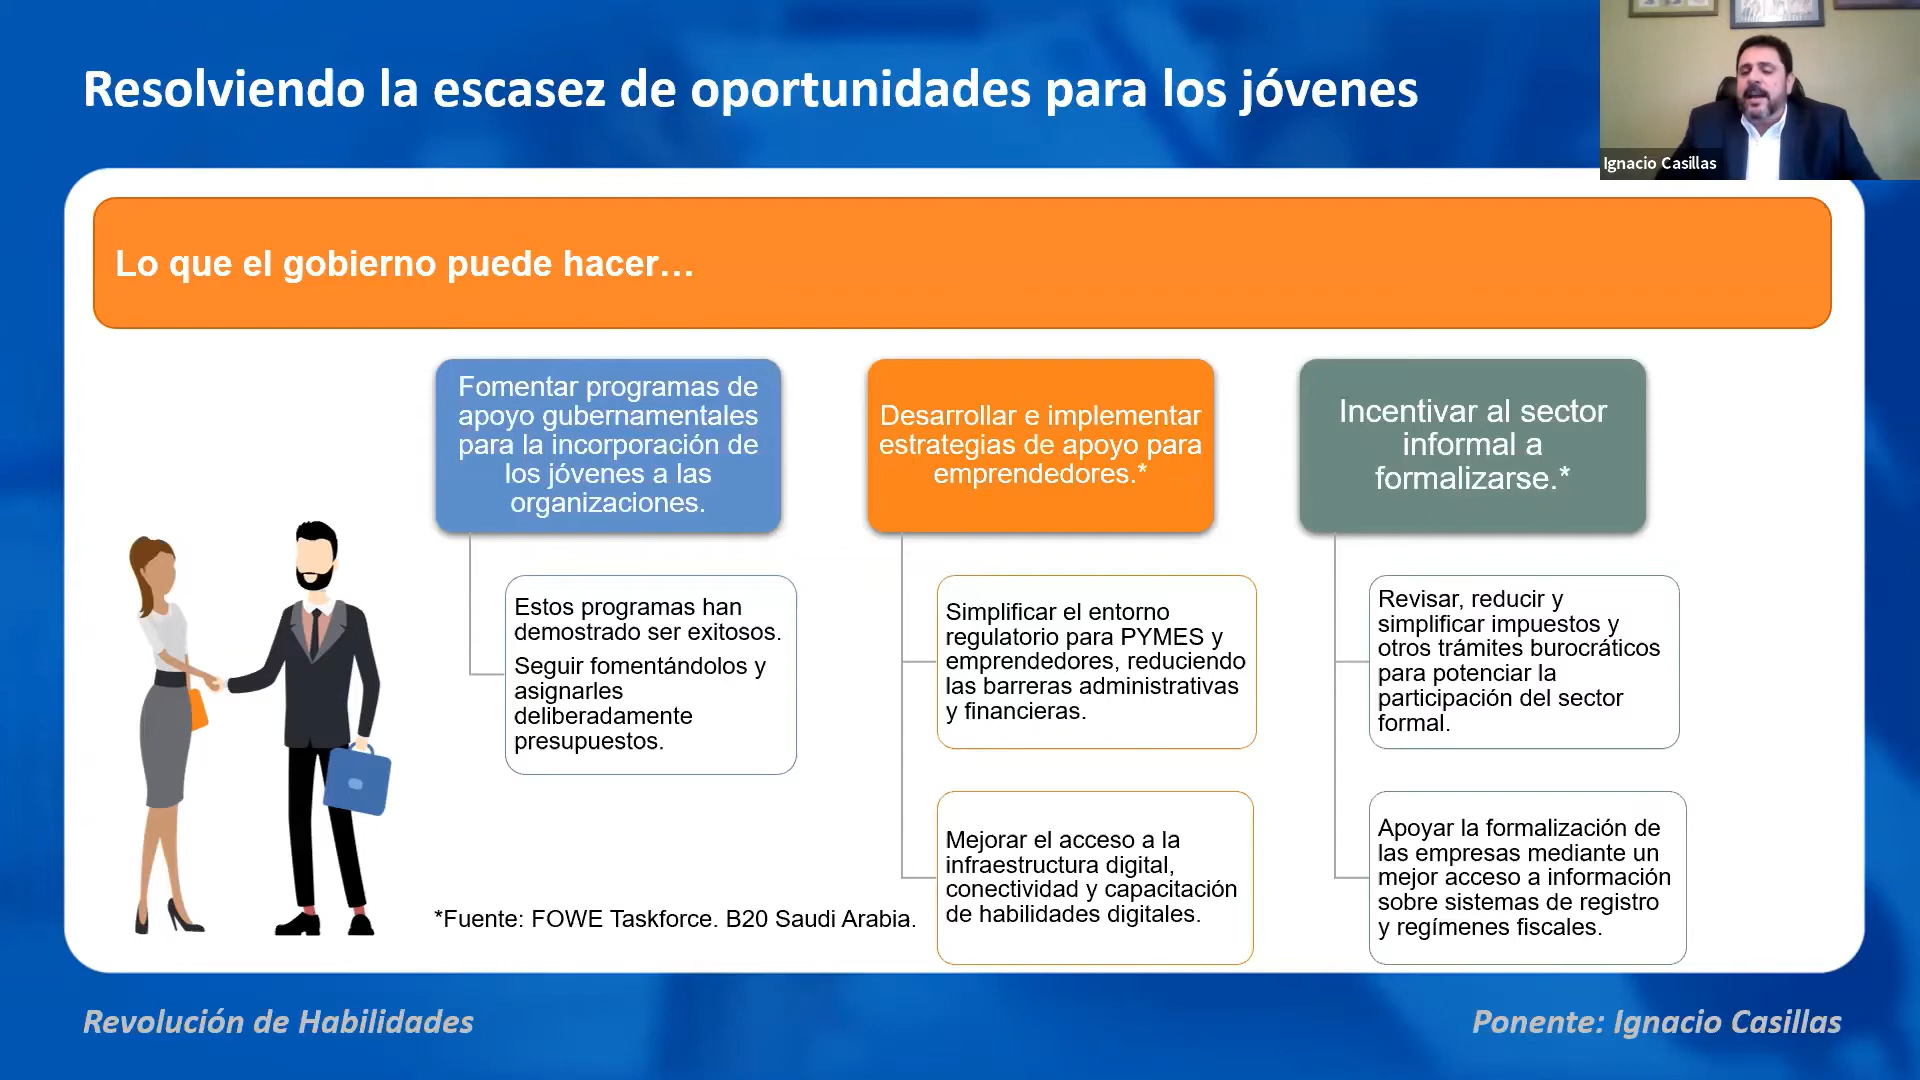 Resolviendo la escasez de oportunidades para los jóvenes
Ignacio Casillas
Lo que el gobierno puede hacer…
Fomentar programas de
apoyo gubernamentales
para la incorporación de
los jóvenes a las
organizaciones.
Estos programas han
demostrado ser exitosos.
Seguir fomentándolos y
asignarles
deliberadamente
presupuestos.
Desarrollar e implementar
estrategias de apoyo para
emprendedores.*
Simplificar el entorno
regulatorio para PYMES y
emprendedores, reduciendo
las barreras administrativas
y financieras.
Mejorar el acceso a la
infraestructura digital,
conectividad y capacitación
de habilidades digitales.
Incentivar al sector
informal a
formalizarse.*
Revisar, reducir y
simplificar impuestos y
otros trámites burocráticos
para potenciar la
participación del sector
formal.
Apoyar la formalización de
las empresas mediante un
mejor acceso a información
sobre sistemas de registro
y regímenes fiscales.
*Fuente: FOWE Taskforce. B20 Saudi Arabia.
Revolución de Habilidades
Ponente: Ignacio Casillas